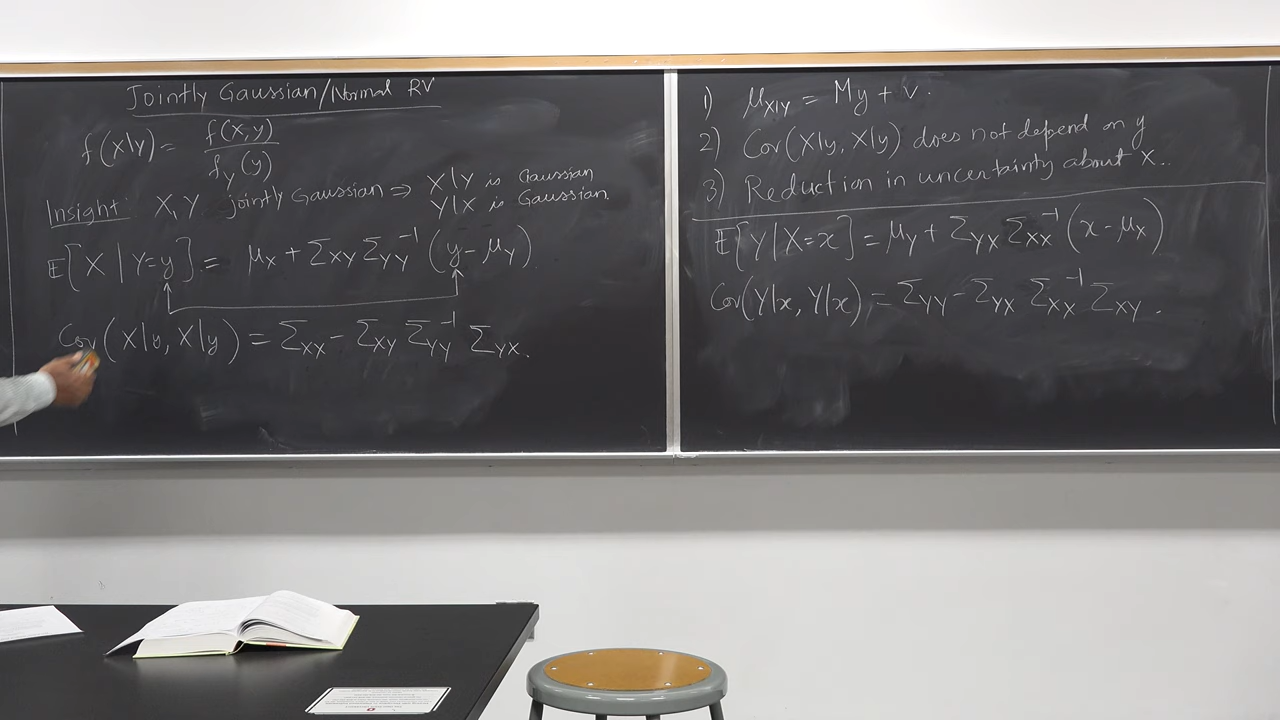 Jointly Gaussian/Normal RV
f(x|y) = f(x,y) / f_Y(y)
Insight: X, Y jointly Gaussian ⇒ X|Y is Gaussian
Y|X is Gaussian.
E[X|Y=y] = μ_X + Σ_XY Σ_YY^{-1} (y - μ_Y).
Cov(X|y, X|y) = Σ_XX - Σ_XY Σ_YY^{-1} Σ_YX.
1) μ_{X|Y} = My + v.
2) Cov(X|y, X|y) does not depend on y
3) Reduction in uncertainty about X..
E[Y|X=x] = μ_Y + Σ_YX Σ_XX^{-1} (x - μ_X)
Cov(Y|x, Y|x) = Σ_YY - Σ_YX Σ_XX^{-1} Σ_XY.